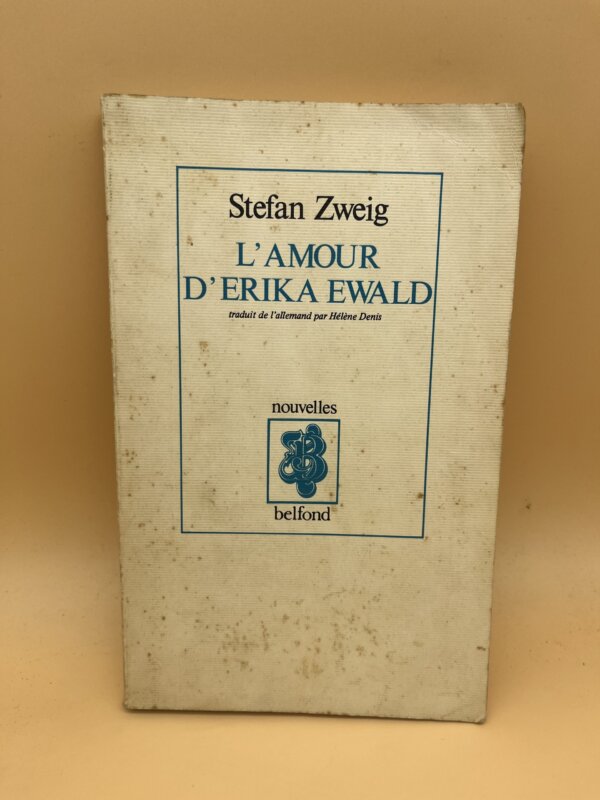 Stefan Zweig
L'AMOUR
D'ERIKA EWALD
traduit de l'allemand par Hélène Denis
nouvelles
belfond